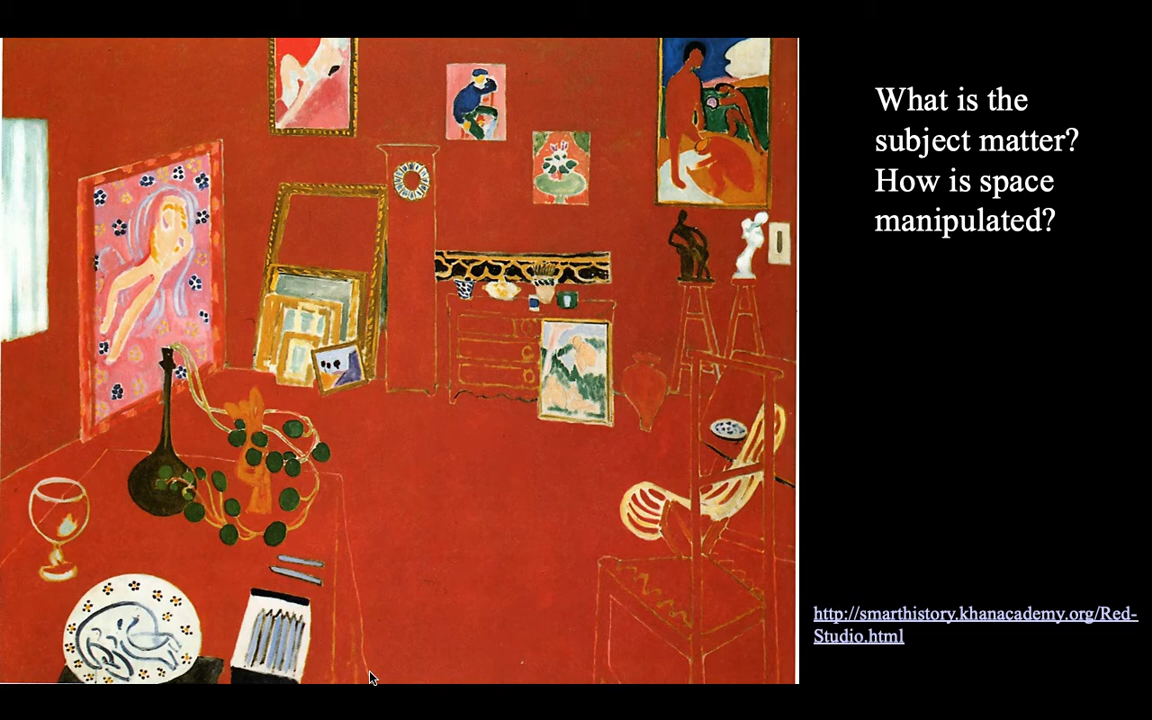 What is the
subject matter?
How is space
manipulated?
http://smarthistory.khanacademy.org/Red-
Studio.html